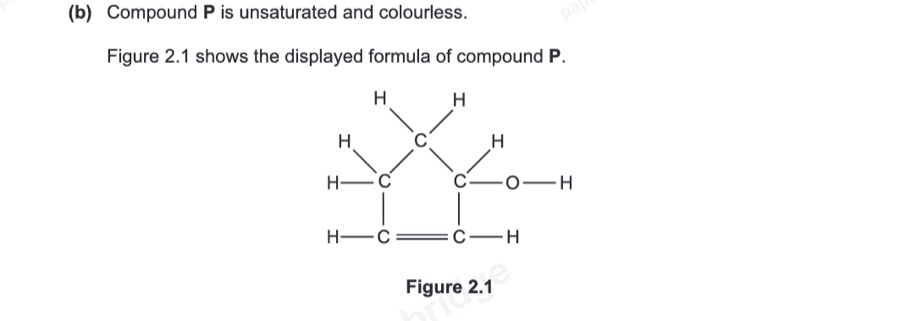 (b) Compound P is unsaturated and colourless.
Figure 2.1 shows the displayed formula of compound P.
H H
H C H
H C C O H
H C C H
Figure 2.1